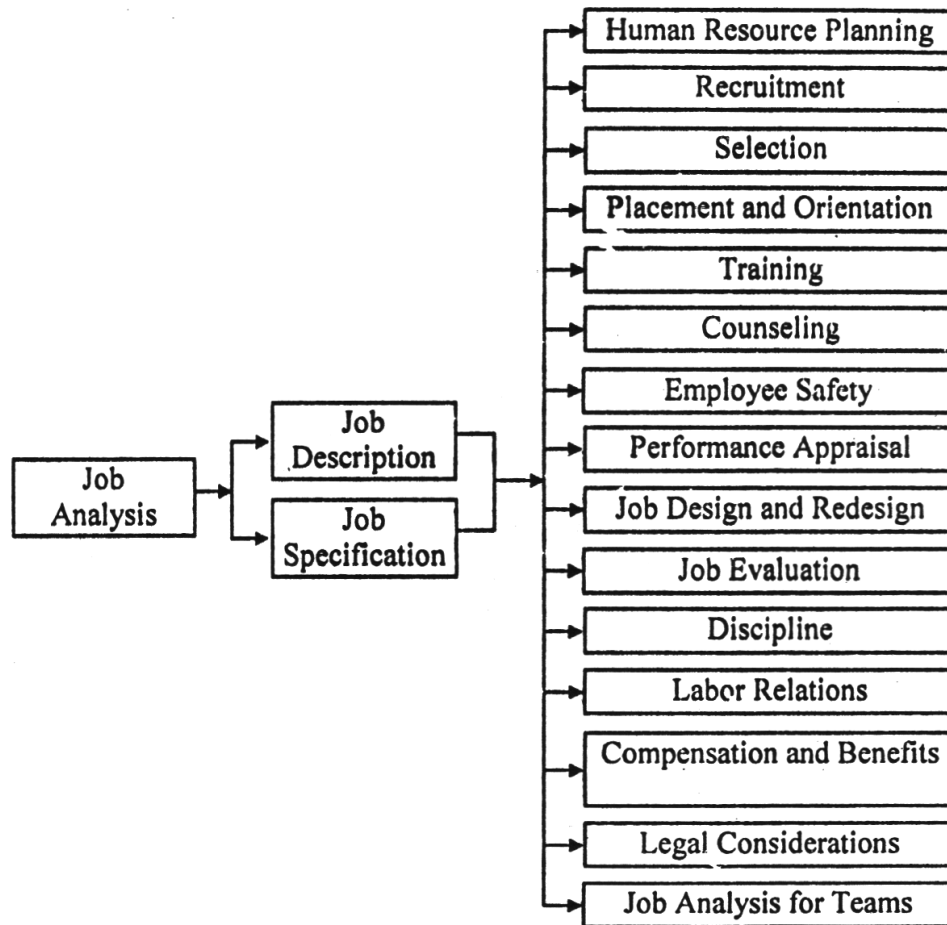 Job
Analysis
Job
Description
Job
Specification
Human Resource Planning
Recruitment
Selection
Placement and Orientation
Training
Counseling
Employee Safety
Performance Appraisal
Job Design and Redesign
Job Evaluation
Discipline
Labor Relations
Compensation and Benefits
Legal Considerations
Job Analysis for Teams